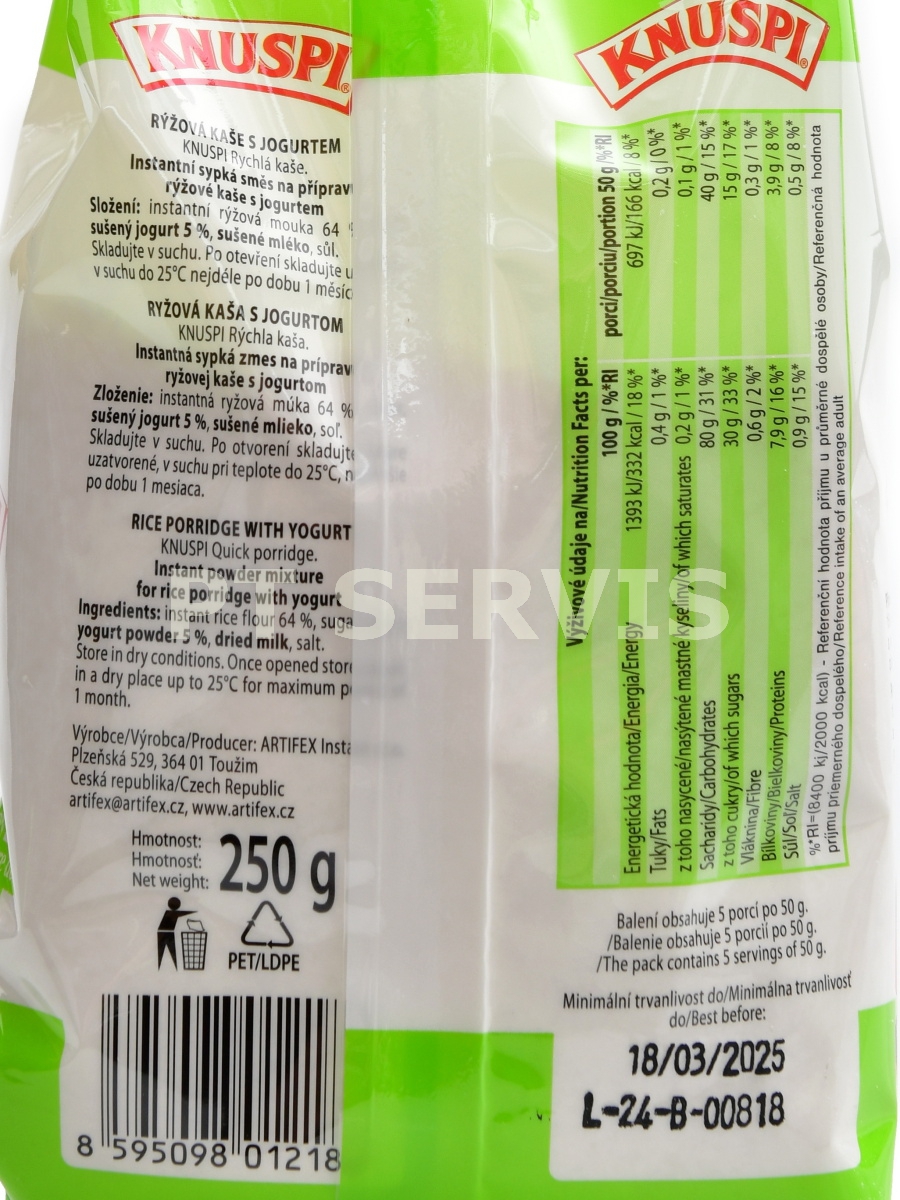 KNUSPI®
RÝŽOVÁ KAŠE S JOGURTEM
KNUSPI Rychlá kaše.
Instantní sypká směs na příprav
rýžové kaše s jogurtem
Složení: instantní rýžová mouka 64
sušený jogurt 5 %, sušené mléko, sůl.
Skladujte v suchu. Po otevření skladujte
v suchu do 25°C nejdéle po dobu 1 měsíc
RYŽOVÁ KAŠA S JOGURTOM
KNUSPI Rýchla kaša.
Instantná sypká zmes na príprav
ryžovej kaše s jogurtom
Zloženie: instantná ryžová múka 64 %
sušený jogurt 5 %, sušené mlieko, soľ.
Skladujte v suchu. Po otvorení skladujte
uzatvorené, v suchu pri teplote do 25°C, n
po dobu 1 mesiaca.
RICE PORRIDGE WITH YOGURT
KNUSPI Quick porridge.
Instant powder mixture
for rice porridge with yogurt
Ingredients: instant rice flour 64 %, suga
yogurt powder 5 %, dried milk, salt.
Store in dry conditions. Once opened store
in a dry place up to 25°C for maximum p
1 month.
Výrobce/Výrobca/Producer: ARTIFEX Insta
Plzeňská 529, 364 01 Toužim
Česká republika/Czech Republic
artifex@artifex.cz, www.artifex.cz
Hmotnost:
Hmotnosť:
Net weight:
250 g
PET/LDPE
8 595098 01218
KNUSPI®
Výživové údaje na/Nutrition Facts per:
100 g / %*RI porci/porciu/portion 50 g/%*RI
Energetická hodnota/Energia/Energy 1393 kJ/332 kcal / 18 %* 697 kJ/166 kcal / 8 %*
Tuky/Fats 0,4 g / 1 %* 0,2 g / 0 %*
z toho nasycené/nasýtené mastné kyseliny/of which saturates 0,2 g / 1 %* 0,1 g / 1 %*
Sacharidy/Carbohydrates 80 g / 31 %* 40 g / 15 %*
z toho cukry/of which sugars 30 g / 33 %* 15 g / 17 %*
Vláknina/Fibre 0,6 g / 2 %* 0,3 g / 1 %*
Bílkoviny/Bielkoviny/Proteins 7,9 g / 16 %* 3,9 g / 8 %*
Sůl/Soľ/Salt 0,9 g / 15 %* 0,5 g / 8 %*
%*RI=(8400 kj/2000 kcal) - Referenční hodnota příjmu u průměrné dospělé osoby/Referenčná hodnota
príjmu priemerného dospelého/Reference intake of an average adult
Balení obsahuje 5 porcí po 50 g.
/Balenie obsahuje 5 porcií po 50 g.
/The pack contains 5 servings of 50 g.
Minimální trvanlivost do/Minimálna trvanlivosť
do/Best before:
18/03/2025
L-24-B-00818
SERVIS